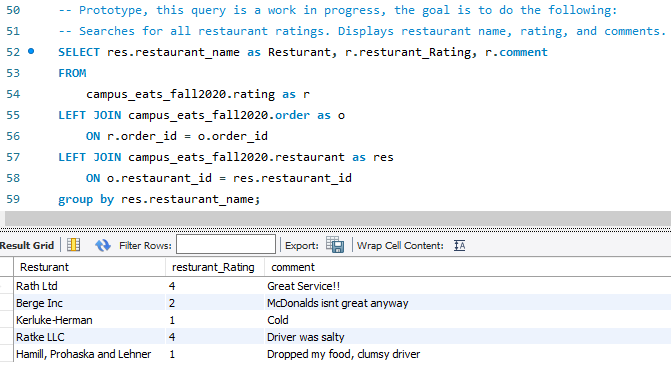 50 -- Prototype, this query is a work in progress, the goal is to do the following:
51 -- Searches for all restaurant ratings. Displays restaurant name, rating, and comments.
52 SELECT res.restaurant_name as Resturant, r.resturant_Rating, r.comment
53 FROM
54 campus_eats_fall2020.rating as r
55 LEFT JOIN campus_eats_fall2020.order as o
56 ON r.order_id = o.order_id
57 LEFT JOIN campus_eats_fall2020.restaurant as res
58 ON o.restaurant_id = res.restaurant_id
59 group by res.restaurant_name;
Result Grid Filter Rows: Export: Wrap Cell Content: IA
Resturant resturant_Rating comment
Rath Ltd 4 Great Service!!
Berge Inc 2 McDonalds isnt great anyway
Kerluke-Herman 1 Cold
Ratke LLC 4 Driver was salty
Hamill, Prohaska and Lehner 1 Dropped my food, clumsy driver